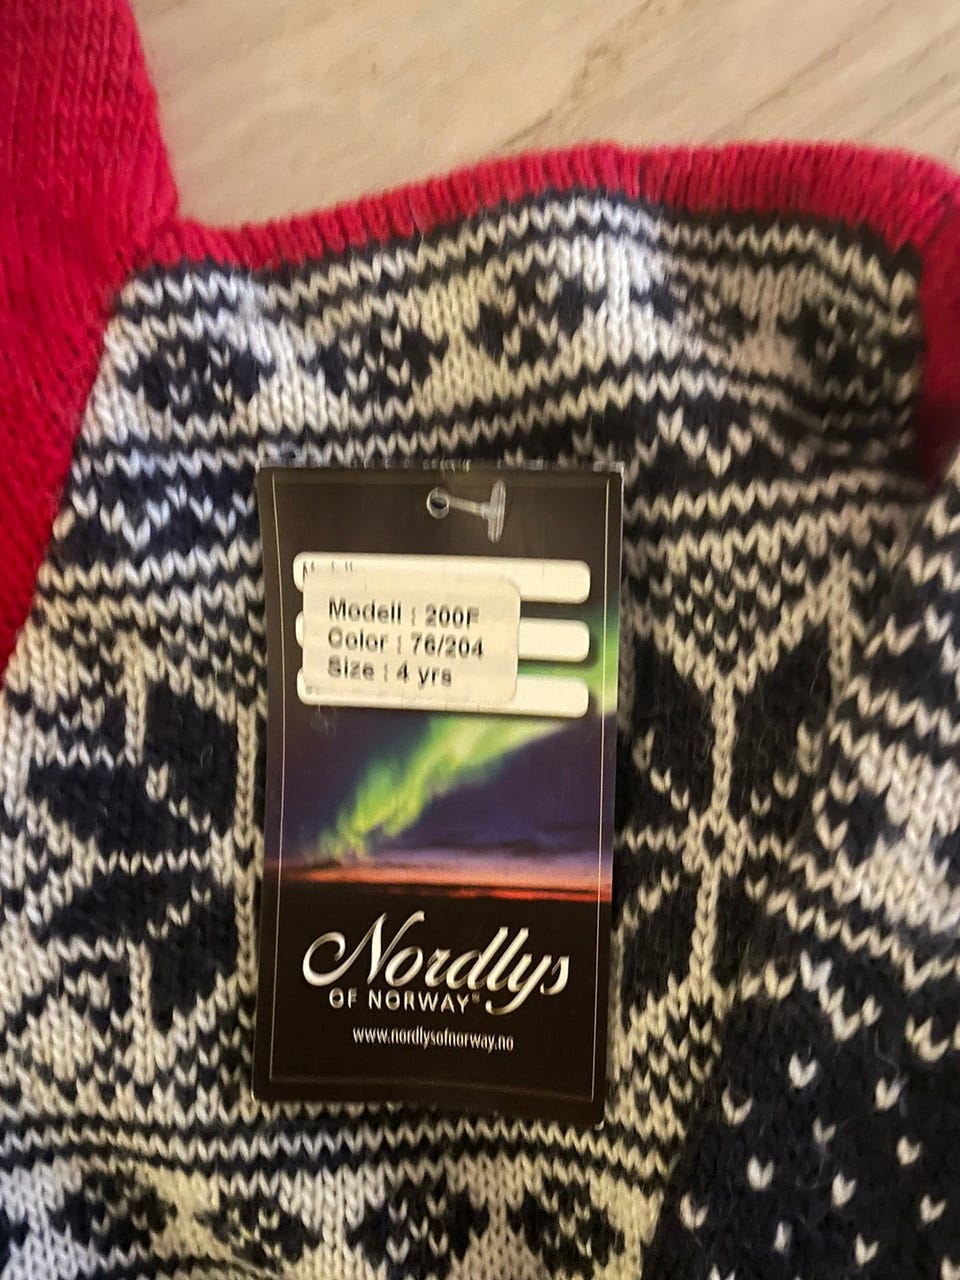 Modell : 200F
Color : 76/204
Size : 4 yrs
Nordlys
OF NORWAY®
www.nordlysofnorway.no